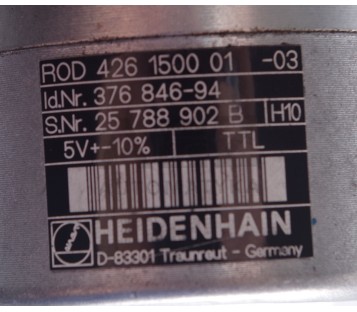 ROD 426 1500 01 -03
Id.Nr. 376 846-94
S.Nr. 25 788 902 B H10
5V+-10% TTL
HEIDENHAIN
D-83301 Traunreut - Germany